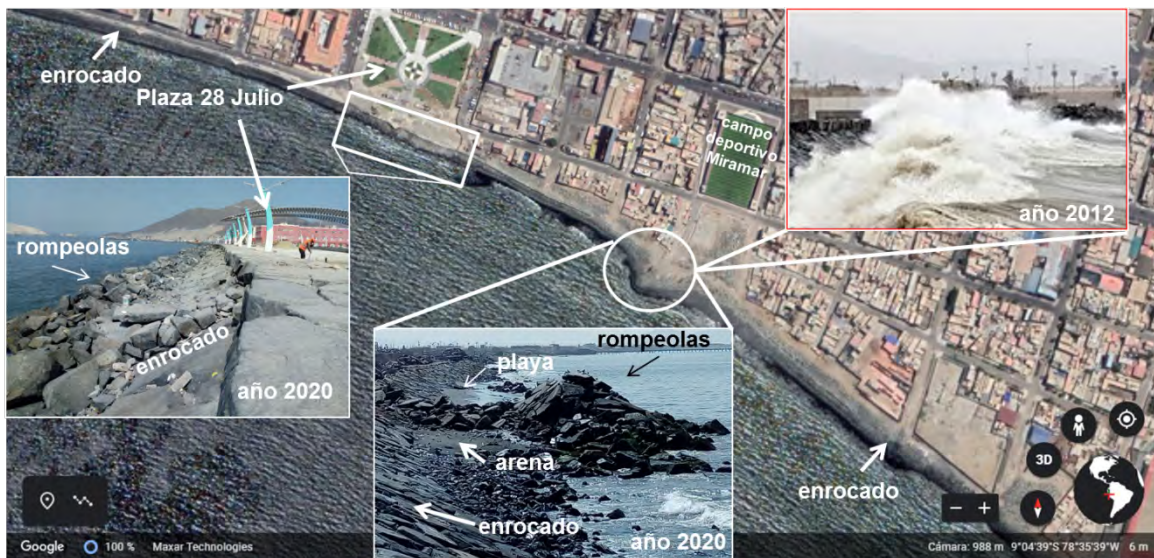 enrocado
Plaza 28 Julio
campo
deportivo
Miramar
año 2012
rompeolas
enrocado
año 2020
rompeolas
playa
arena
enrocado
año 2020
enrocado
3D
Google
100 %
Maxar Technologies
Cámara: 988 m
9°04'39"S 78°35'39"W
6 m